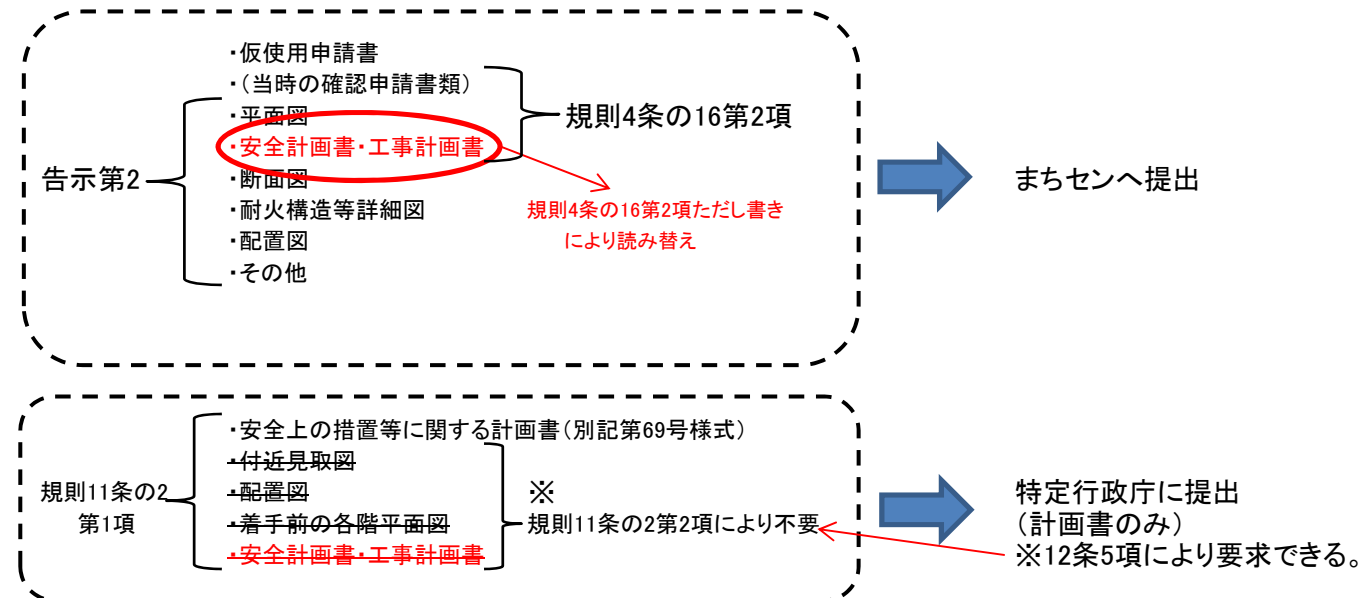 ・仮使用申請書
・(当時の確認申請書類)
・平面図
・安全計画書・工事計画書
・断面図
・耐火構造等詳細図
・配置図
・その他
告示第2
規則4条の16第2項
規則4条の16第2項ただし書き
により読み替え
まちセンへ提出
・安全上の措置等に関する計画書(別記第69号様式)
・付近見取図
・配置図
・着手前の各階平面図
・安全計画書・工事計画書
規則11条の2
第1項
※
規則11条の2第2項により不要
特定行政庁に提出
(計画書のみ)
※12条5項により要求できる。